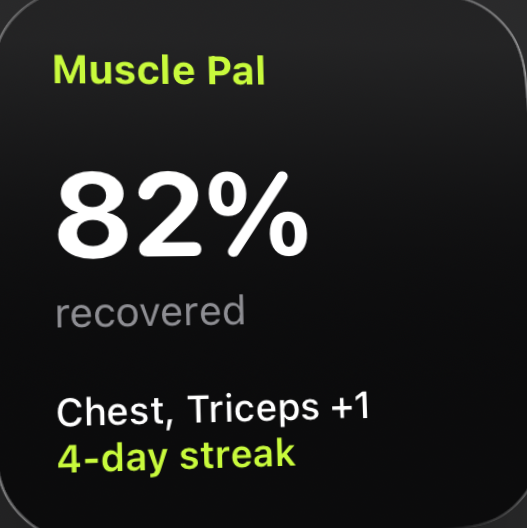 Muscle Pal
82%
recovered
Chest, Triceps +1
4-day streak